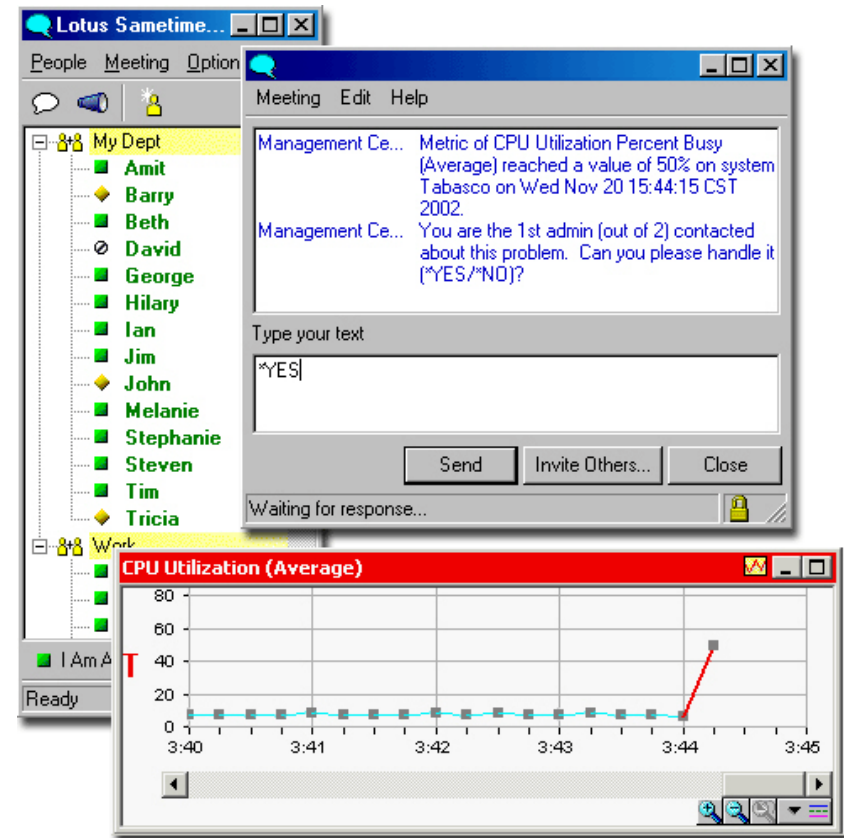 Lotus Sametime...
People Meeting Option
My Dept
Amit
Barry
Beth
David
George
Hilary
Ian
Jim
John
Melanie
Stephanie
Steven
Tim
Tricia
Work
I Am A
Ready
Meeting Edit Help
Management Ce... Metric of CPU Utilization Percent Busy
(Average) reached a value of 50% on system
Tabasco on Wed Nov 20 15:44:15 CST
2002.
Management Ce... You are the 1st admin (out of 2) contacted
about this problem. Can you please handle it
(*YES/*NO)?
Type your text
*YES
Send Invite Others... Close
Waiting for response...
CPU Utilization (Average)
80
60
T 40
20
0
3:40 3:41 3:42 3:43 3:44 3:45